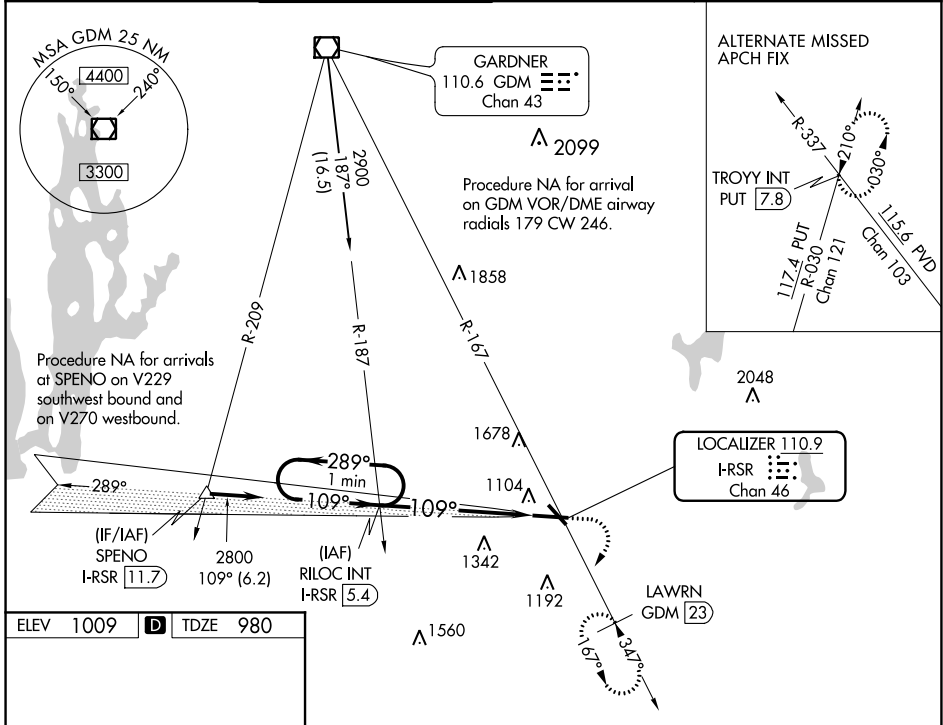 MSA GDM 25 NM
150°
4400
240°
3300
GARDNER
110.6 GDM
Chan 43
2099
Procedure NA for arrival
on GDM VOR/DME airway
radials 179 CW 246.
2900
187°
(16.5)
1858
R-209
R-187
R-167
ALTERNATE MISSED
APCH FIX
R-337
210°
030°
TROYY INT
PUT 7.8
117.4 PUT
R-030
Chan 121
115.6 PVD
Chan 103
Procedure NA for arrivals
at SPENO on V229
southwest bound and
on V270 westbound.
2048
1678
LOCALIZER 110.9
I-RSR
Chan 46
289°
289°
1 min
109°
109°
1104
(IF/IAF)
SPENO
I-RSR 11.7
2800
109° (6.2)
(IAF)
RILOC INT
I-RSR 5.4
1342
1192
LAWRN
GDM 23
167°
347°
1560
ELEV 1009 D TDZE 980